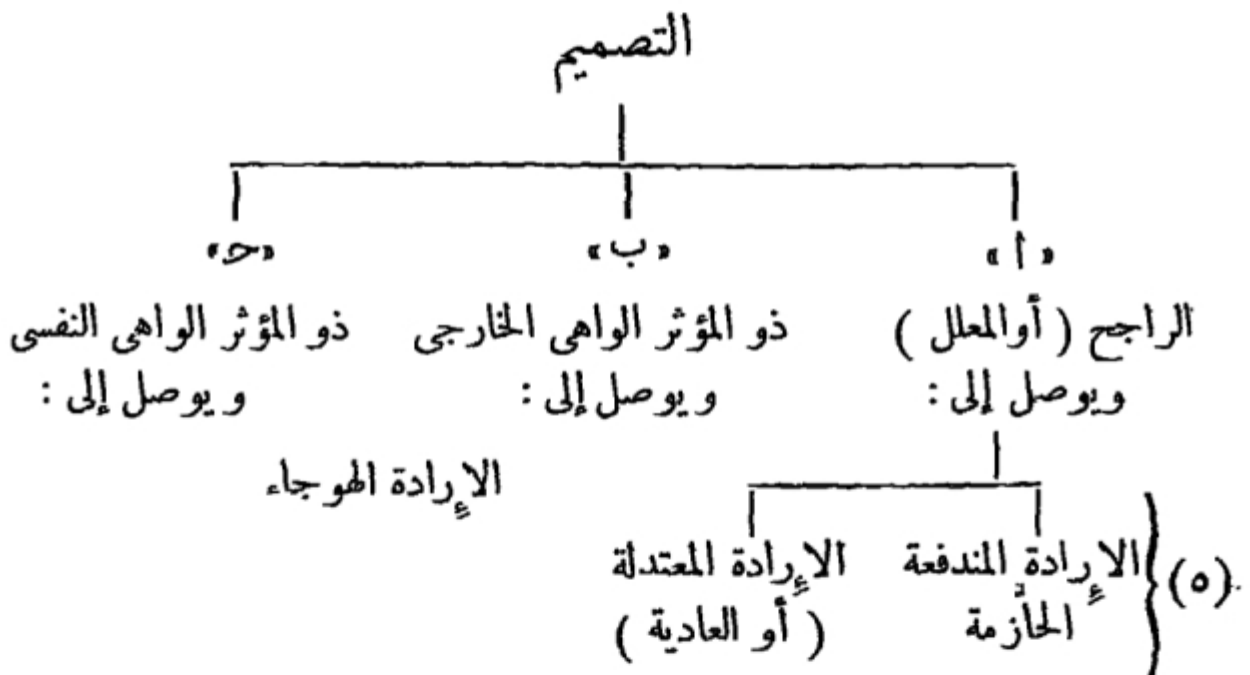 التصميم
«أ» «ب» «ح»
الراجح ( أو المعلل ) ذو المؤثر الواهى الخارجى ذو المؤثر الواهى النفسى
ويوصل إلى : ويوصل إلى : ويوصل إلى :
الإرادة الهوجاء
(٥) الإرادة المندفعة الإرادة المعتدلة
الحازمة ( أو العادية )